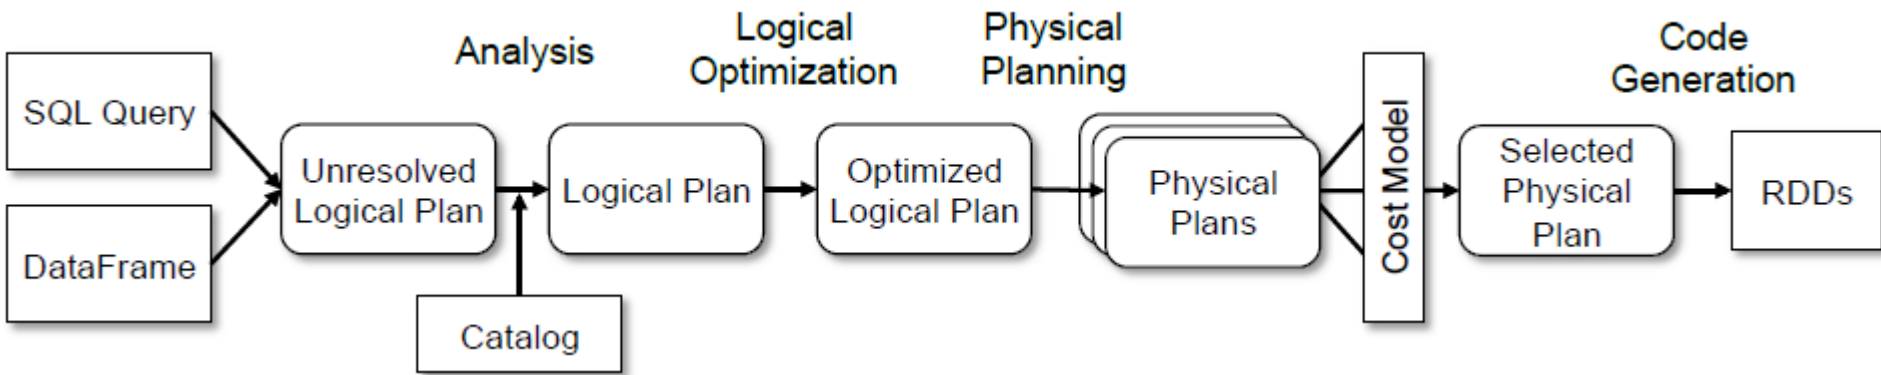 Analysis
Logical
Optimization
Physical
Planning
Code
Generation
SQL Query
DataFrame
Unresolved
Logical Plan
Catalog
Logical Plan
Optimized
Logical Plan
Physical
Plans
Cost Model
Selected
Physical
Plan
RDDs